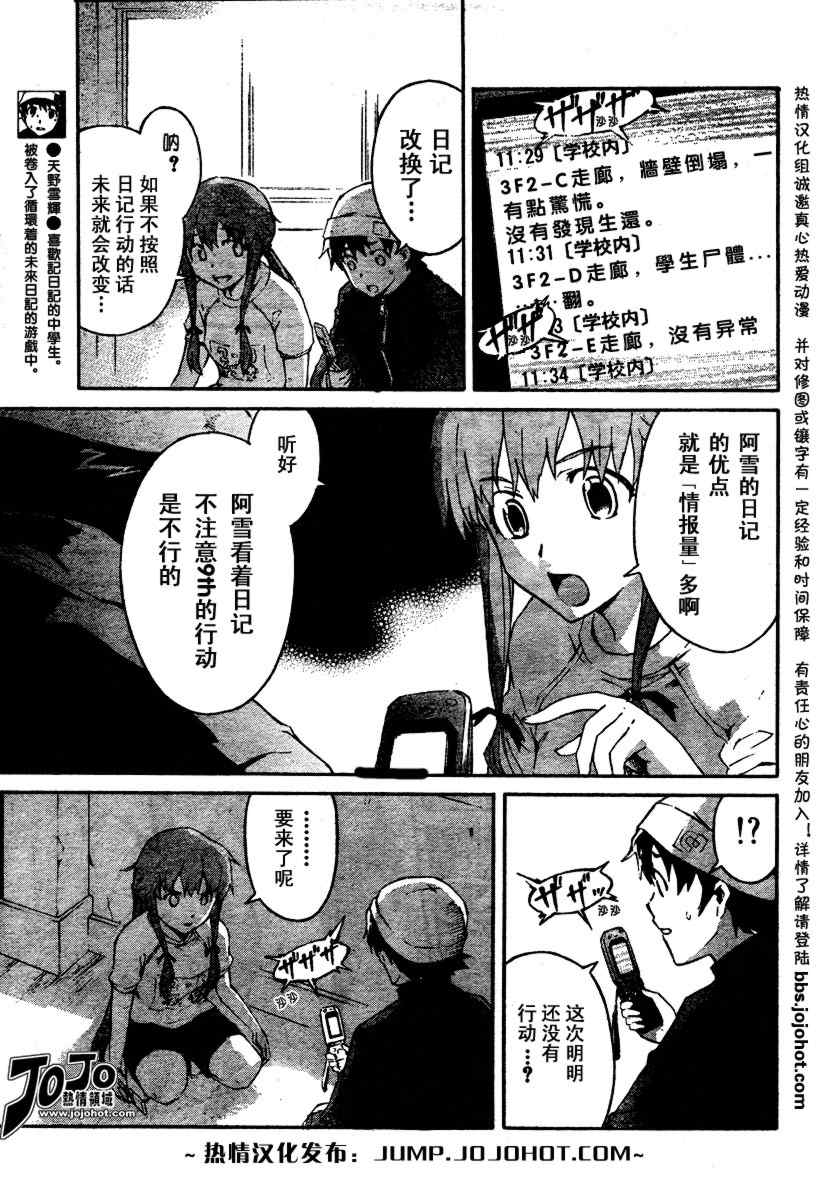 ザザザ
沙沙
11:29 [学校内]
3F2-C走廊，牆壁倒塌，一
有點驚慌。
沒有發現生還。
11:31 [学校内]
3F2-D走廊，學生尸體…
……翻。
3 [学校内]
3F2-E走廊，沒有异常
11:34 [学校内]
ザザザ
沙沙
日记
改换了…
呐？
如果不按照
日记行动的话
未来就会改变…
●天野雪輝●喜歡記日記的中學生。
被卷入了循環着的未來日記的游戲中。
阿雪的日记
的优点
就是「情报量」多啊
听好
阿雪看着日记
不注意9th的行动
是不行的
!?
ザザザ
沙沙
这次明明
还没有
行动…？
………
要来了呢
ザザザ
沙沙
热情汉化组诚邀真心热爱动漫 并对修图或镶字有一定经验和时间保障 有责任心的朋友加入！详情了解请登陆 bbs.jojohot.com
JOJO
熱情領域
www.jojohot.com
~ 热情汉化发布：JUMP.JOJOHOT.COM~